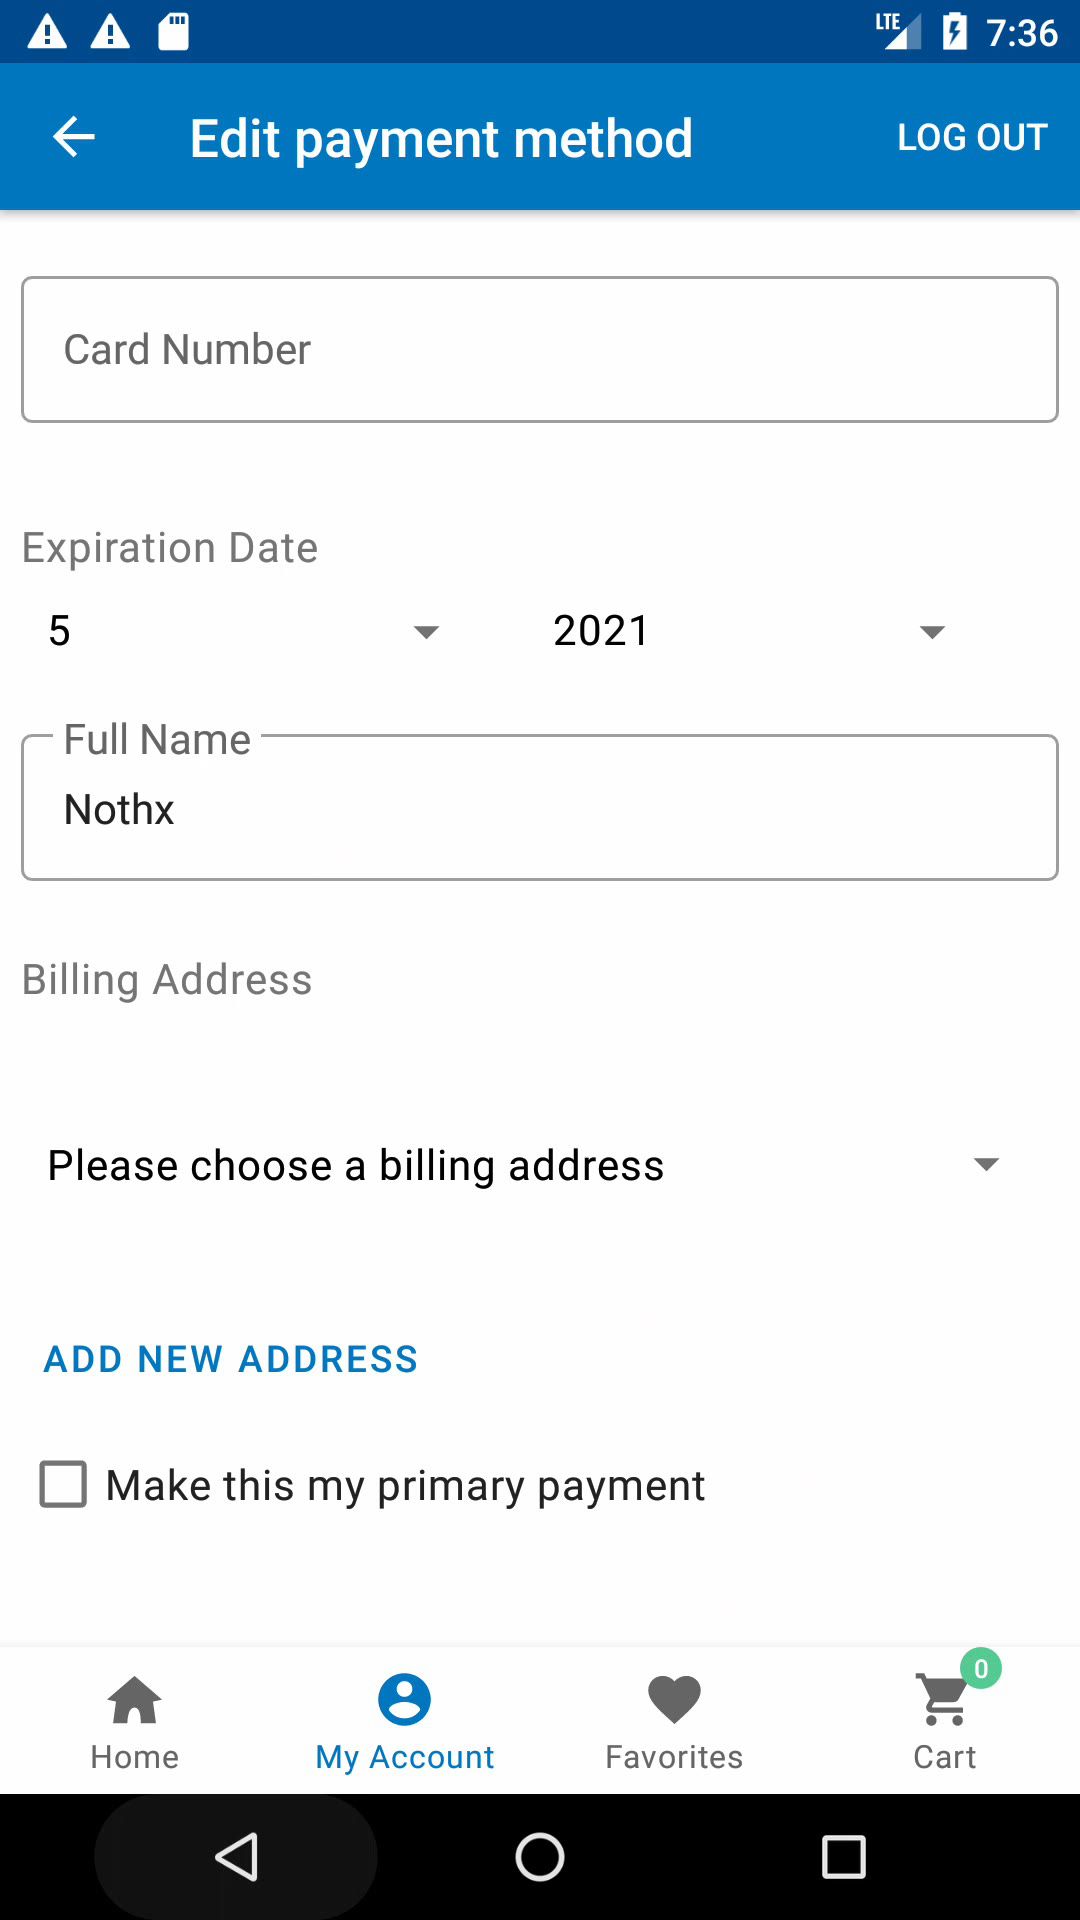 LTE 7:36
Edit payment method LOG OUT
Card Number
Expiration Date
5 2021
Full Name
Nothx
Billing Address
Please choose a billing address
ADD NEW ADDRESS
Make this my primary payment
0
Home My Account Favorites Cart